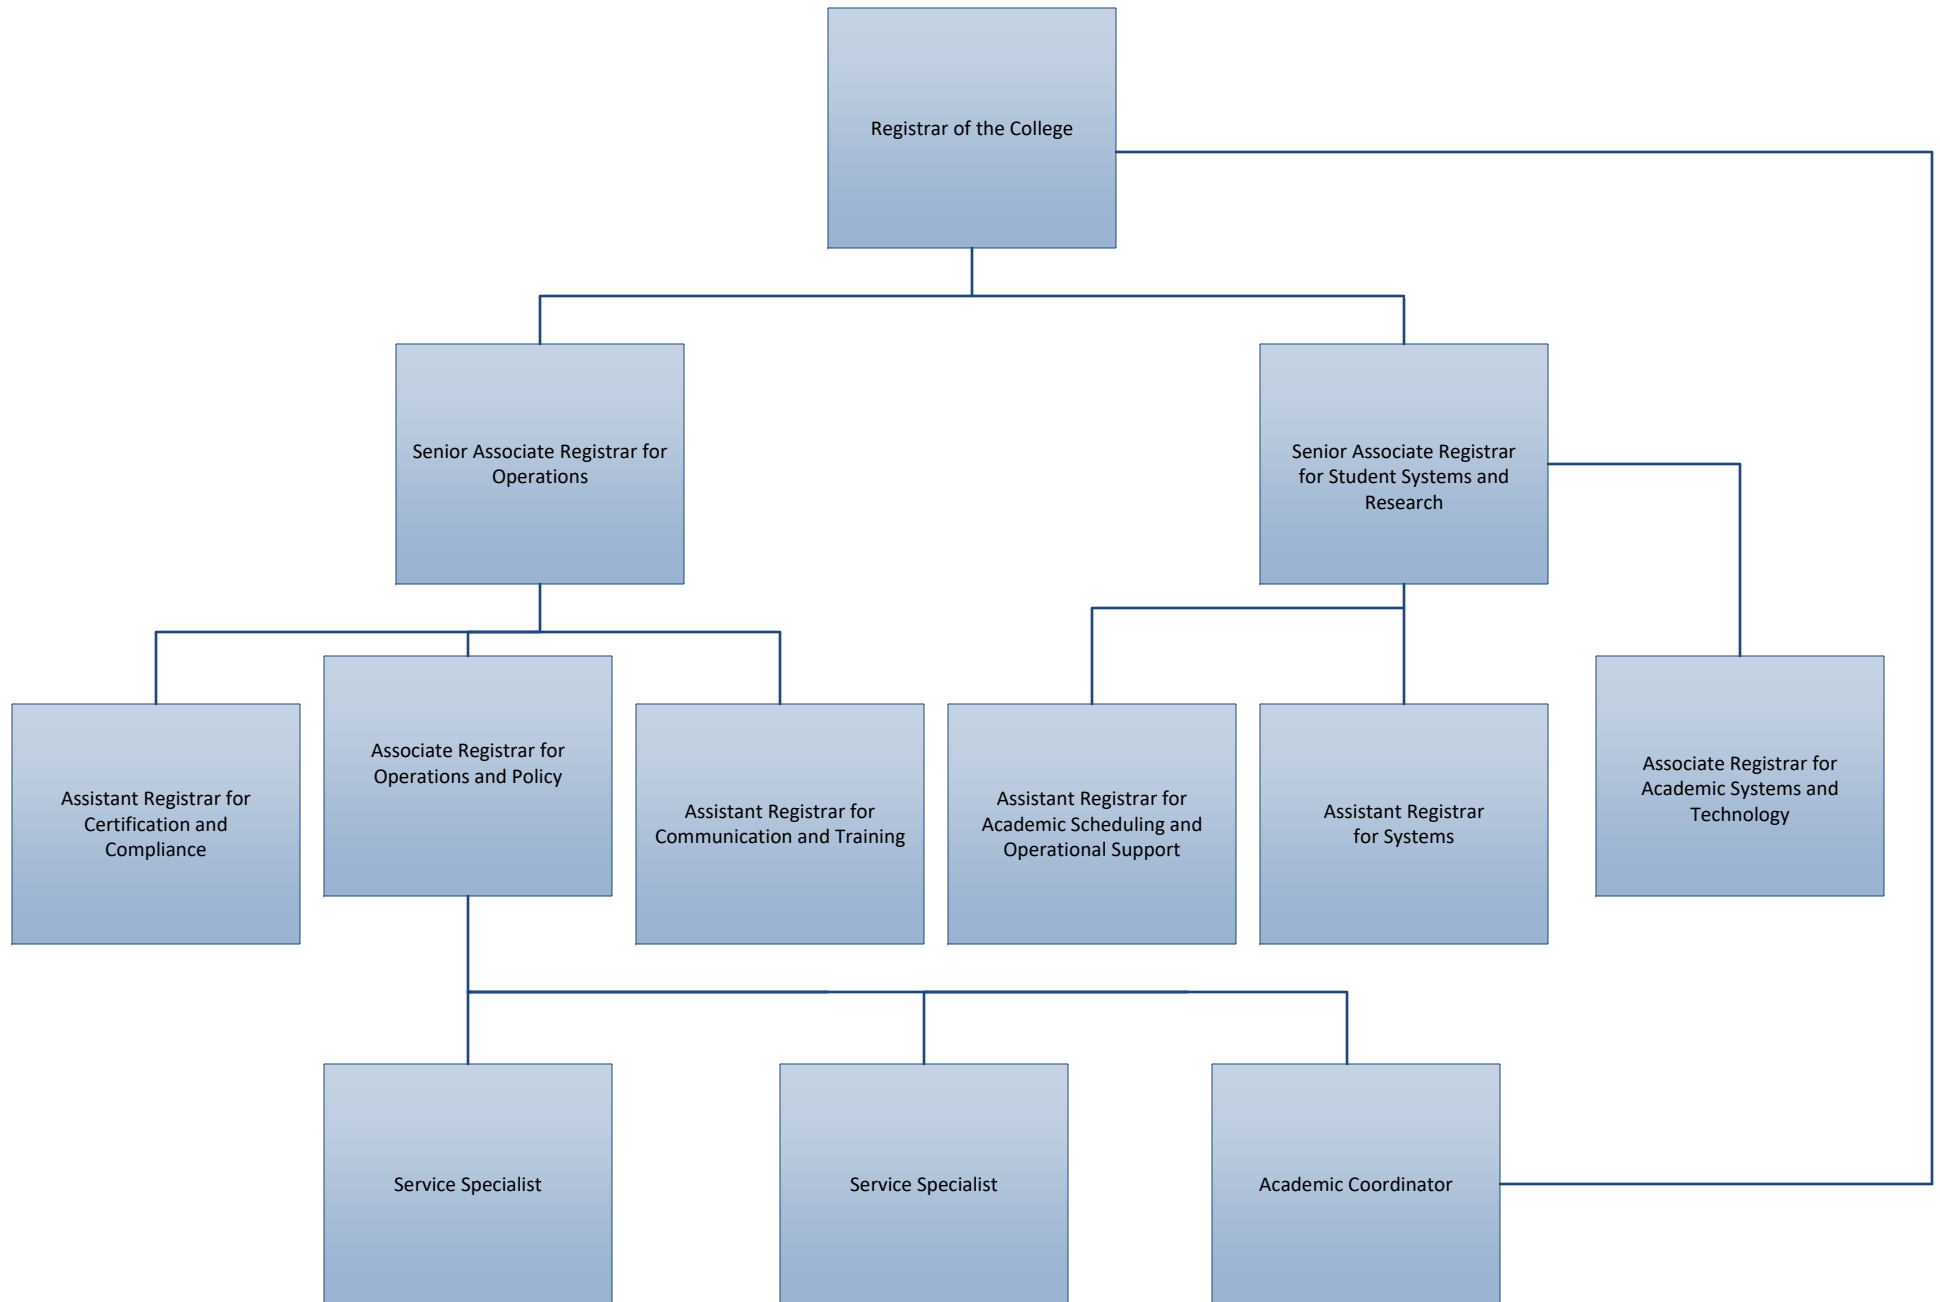 Registrar of the College
Senior Associate Registrar for
Operations
Senior Associate Registrar
for Student Systems and
Research
Assistant Registrar for
Certification and
Compliance
Associate Registrar for
Operations and Policy
Assistant Registrar for
Communication and Training
Assistant Registrar for
Academic Scheduling and
Operational Support
Assistant Registrar
for Systems
Associate Registrar for
Academic Systems and
Technology
Service Specialist
Service Specialist
Academic Coordinator